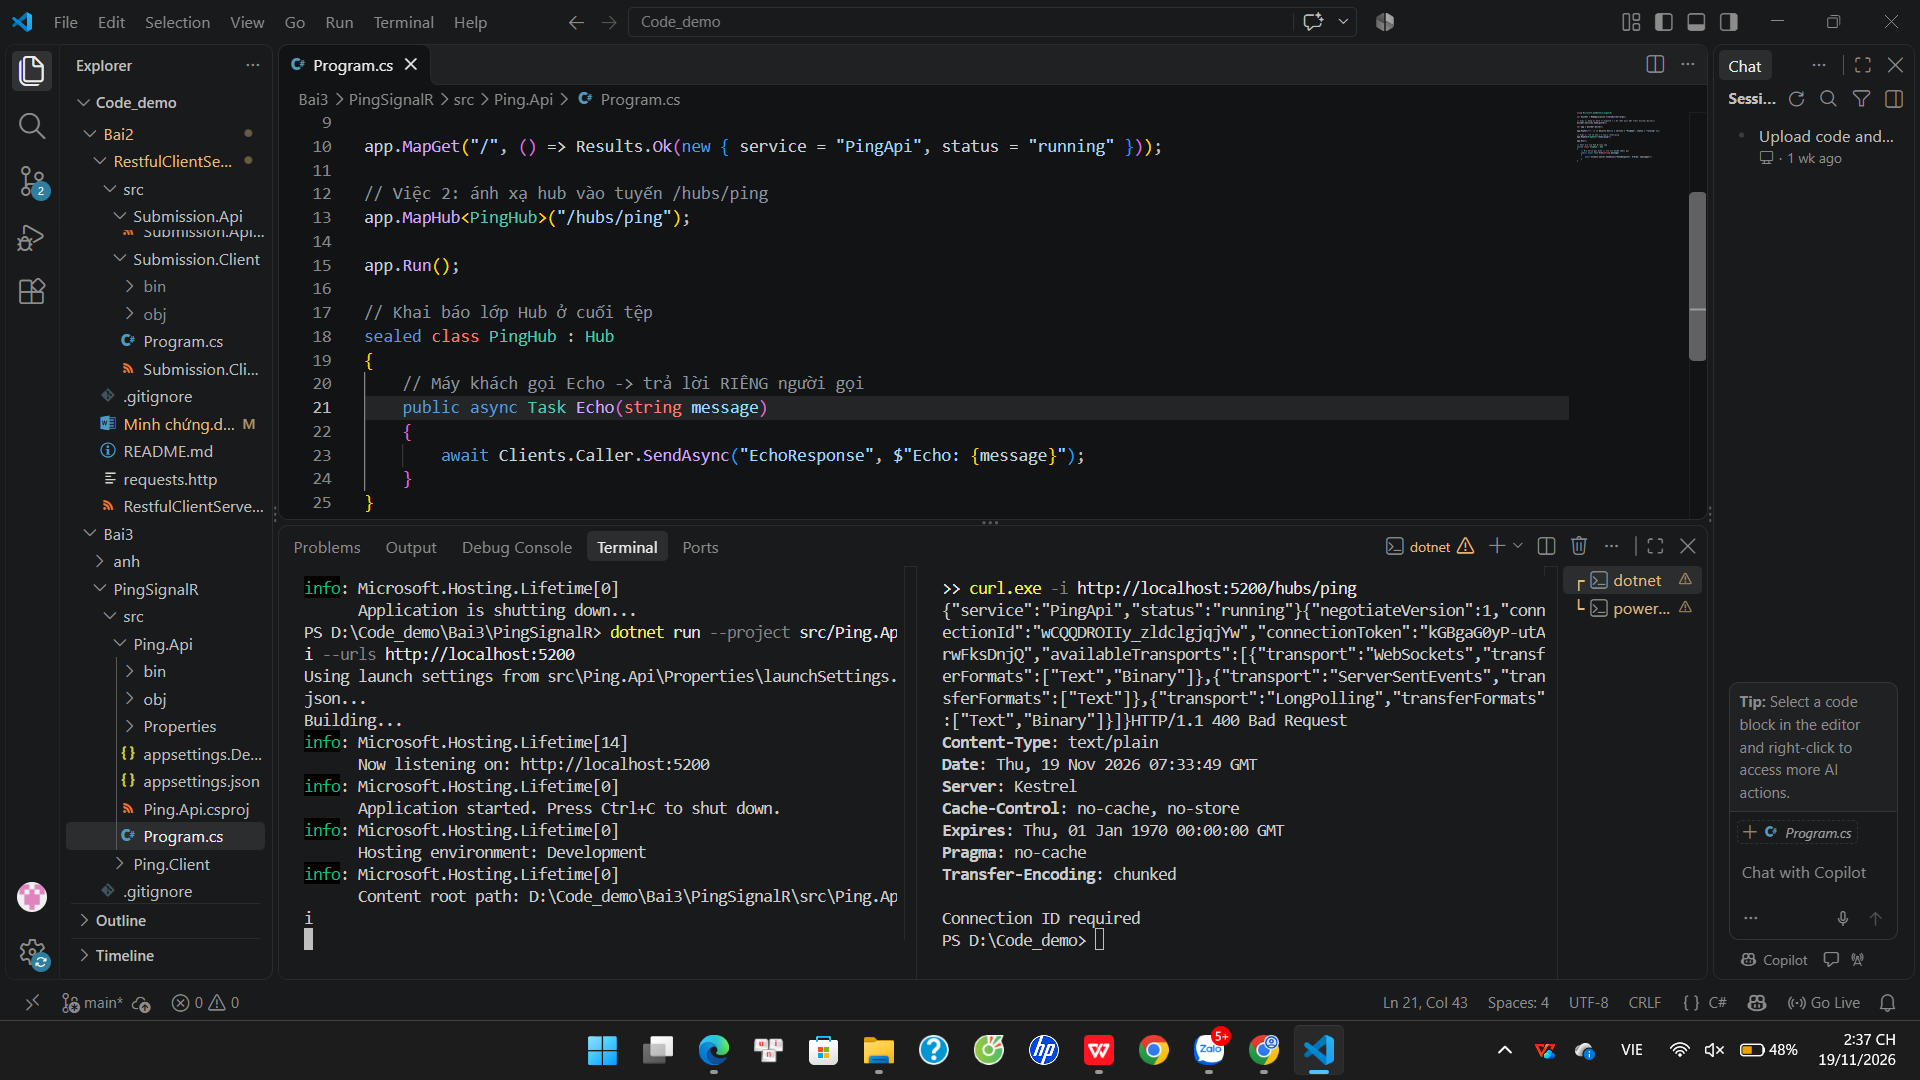 File Edit Selection View Go Run Terminal Help
Code_demo
Explorer
Code_demo
Bai2
RestfulClientSe...
src
Submission.Api
Submission.Api...
Submission.Client
bin
obj
Program.cs
Submission.Cli...
.gitignore
Minh chứng.d... M
README.md
requests.http
RestfulClientServe...
Bai3
anh
PingSignalR
src
Ping.Api
bin
obj
Properties
appsettings.De...
appsettings.json
Ping.Api.csproj
Program.cs
Ping.Client
.gitignore
Outline
Timeline
2
Program.cs
Bai3 > PingSignalR > src > Ping.Api > Program.cs
9
10 app.MapGet("/", () => Results.Ok(new { service = "PingApi", status = "running" }));
11
12 // Việc 2: ánh xạ hub vào tuyến /hubs/ping
13 app.MapHub<PingHub>("/hubs/ping");
14
15 app.Run();
16
17 // Khai báo lớp Hub ở cuối tệp
18 sealed class PingHub : Hub
19 {
20 // Máy khách gọi Echo -> trả lời RIÊNG người gọi
21 public async Task Echo(string message)
22 {
23 await Clients.Caller.SendAsync("EchoResponse", $"Echo: {message}");
24 }
25 }
Problems Output Debug Console Terminal Ports
dotnet
info: Microsoft.Hosting.Lifetime[0]
Application is shutting down...
PS D:\Code_demo\Bai3\PingSignalR> dotnet run --project src/Ping.Ap
i --urls http://localhost:5200
Using launch settings from src\Ping.Api\Properties\launchSettings.
json...
Building...
info: Microsoft.Hosting.Lifetime[14]
Now listening on: http://localhost:5200
info: Microsoft.Hosting.Lifetime[0]
Application started. Press Ctrl+C to shut down.
info: Microsoft.Hosting.Lifetime[0]
Hosting environment: Development
info: Microsoft.Hosting.Lifetime[0]
Content root path: D:\Code_demo\Bai3\PingSignalR\src\Ping.Ap
i
>> curl.exe -i http://localhost:5200/hubs/ping
{"service":"PingApi","status":"running"}{"negotiateVersion":1,"conn
ectionId":"wCQQDROIIy_zldclgjqjYw","connectionToken":"kGBgaG0yP-utA
rwFksDnjQ","availableTransports":[{"transport":"WebSockets","transf
erFormats":["Text","Binary"]},{"transport":"ServerSentEvents","tran
sferFormats":["Text"]},{"transport":"LongPolling","transferFormats"
:["Text","Binary"]}]}HTTP/1.1 400 Bad Request
Content-Type: text/plain
Date: Thu, 19 Nov 2026 07:33:49 GMT
Server: Kestrel
Cache-Control: no-cache, no-store
Expires: Thu, 01 Jan 1970 00:00:00 GMT
Pragma: no-cache
Transfer-Encoding: chunked
Connection ID required
PS D:\Code_demo>
dotnet
power...
Chat
Sessi...
Upload code and...
1 wk ago
Tip: Select a code
block in the editor
and right-click to
access more AI
actions.
Program.cs
Chat with Copilot
Copilot
main* 0 0
Ln 21, Col 43 Spaces: 4 UTF-8 CRLF {} C# Go Live
Zalo
5+
hp
VIE
48%
2:37 CH
19/11/2026